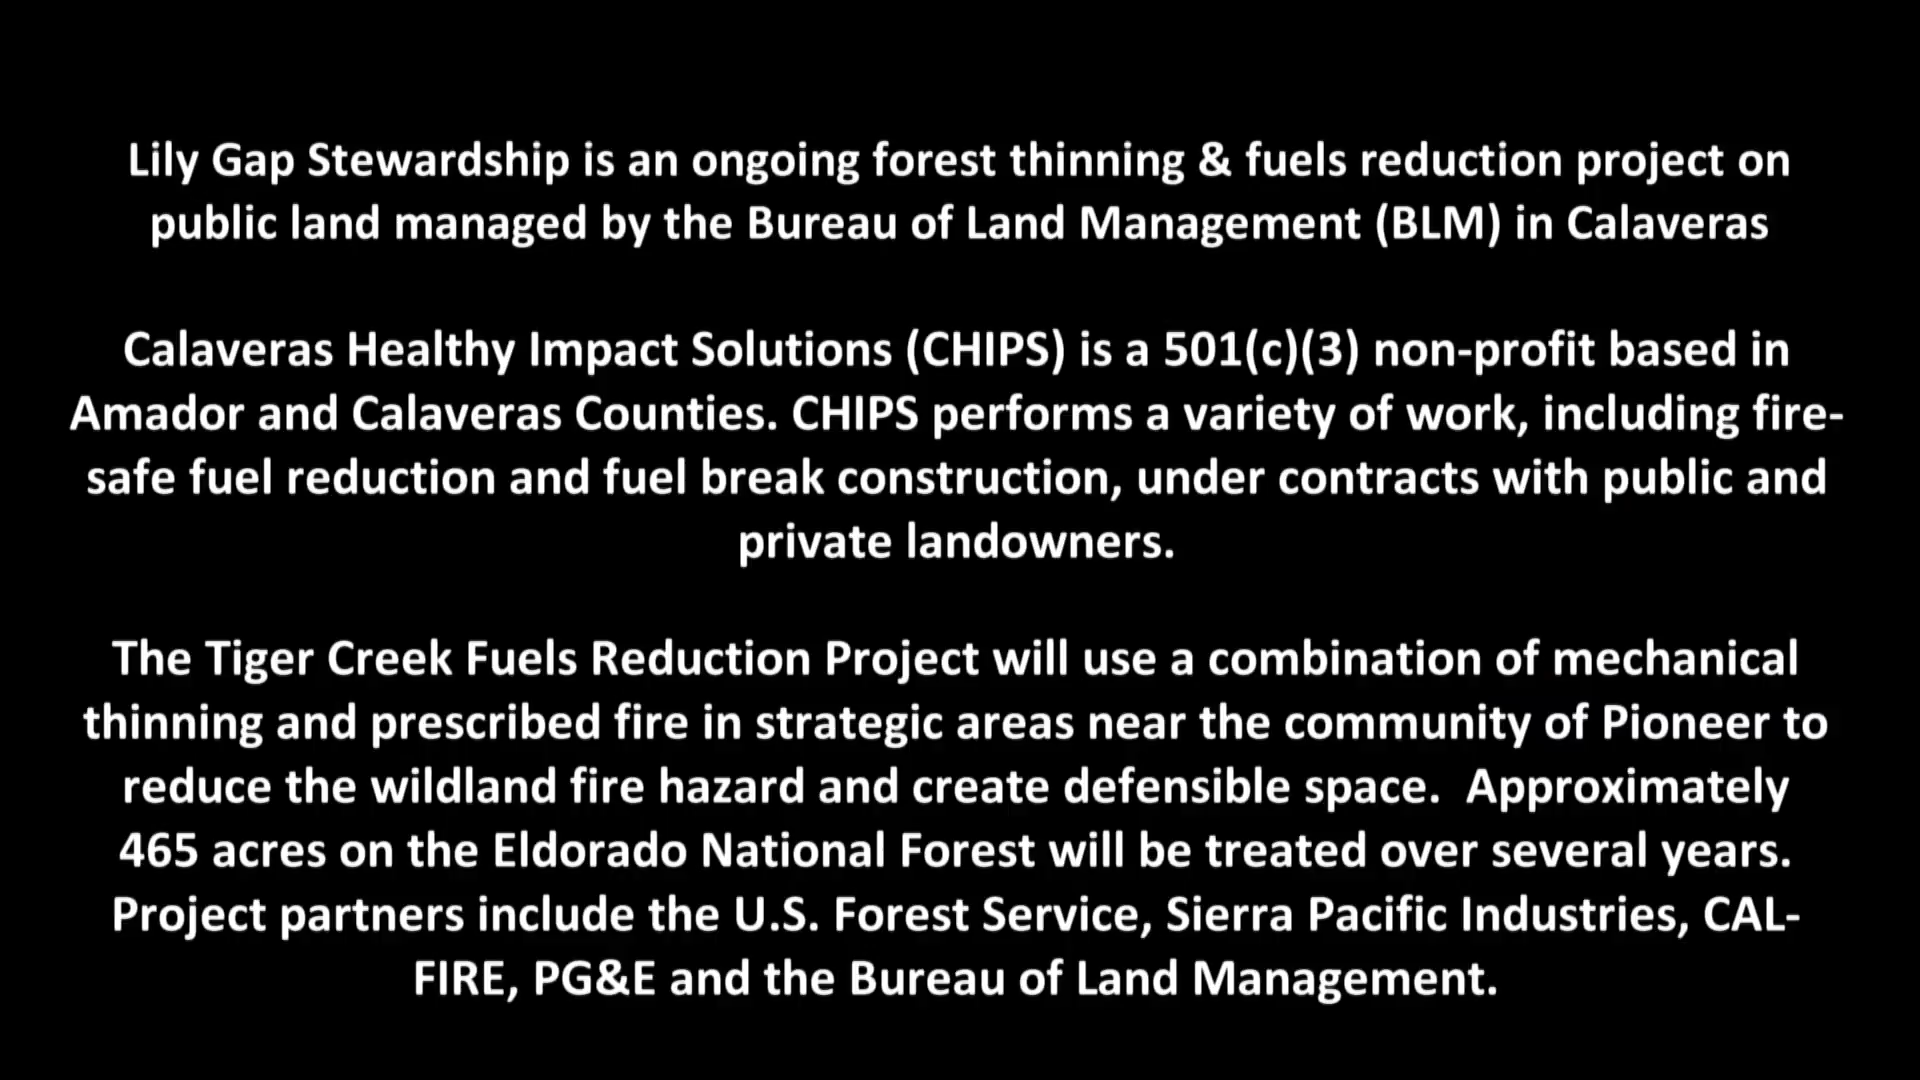 Lily Gap Stewardship is an ongoing forest thinning & fuels reduction project on
public land managed by the Bureau of Land Management (BLM) in Calaveras
Calaveras Healthy Impact Solutions (CHIPS) is a 501(c)(3) non-profit based in
Amador and Calaveras Counties. CHIPS performs a variety of work, including fire-
safe fuel reduction and fuel break construction, under contracts with public and
private landowners.
The Tiger Creek Fuels Reduction Project will use a combination of mechanical
thinning and prescribed fire in strategic areas near the community of Pioneer to
reduce the wildland fire hazard and create defensible space.  Approximately
465 acres on the Eldorado National Forest will be treated over several years.
Project partners include the U.S. Forest Service, Sierra Pacific Industries, CAL-
FIRE, PG&E and the Bureau of Land Management.